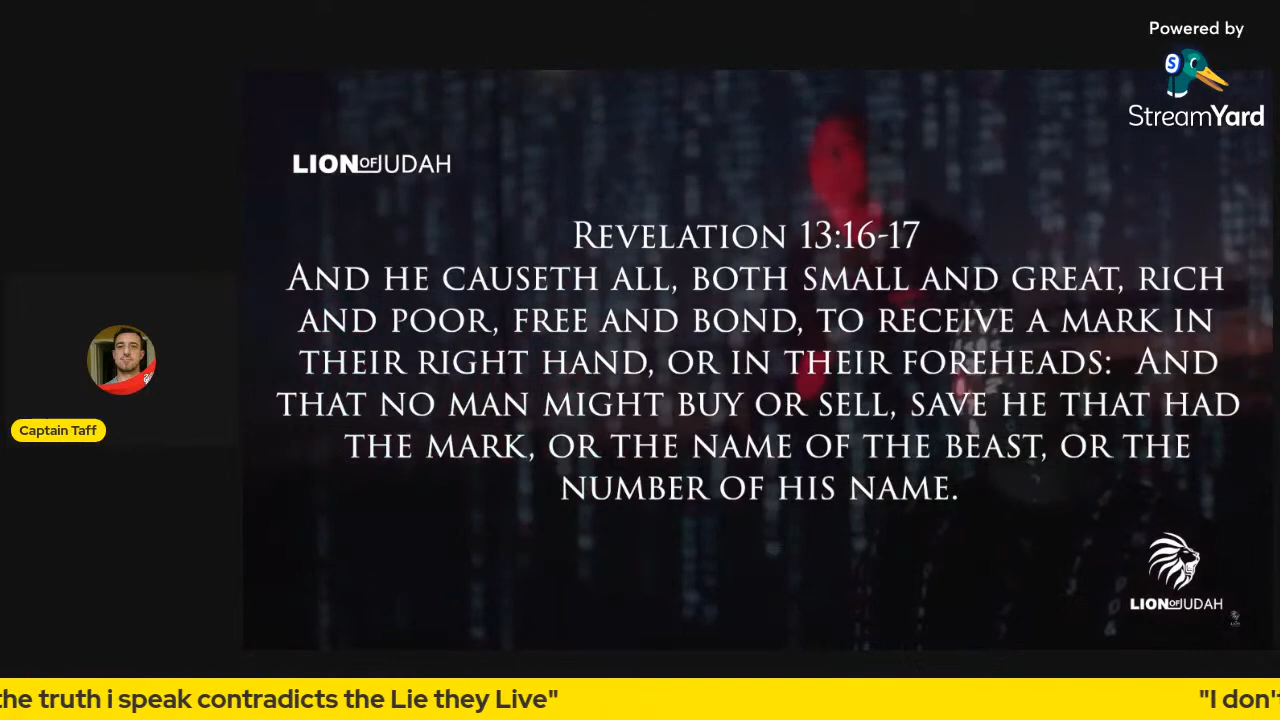 Powered by
StreamYard
LION OF JUDAH
REVELATION 13:16-17
AND HE CAUSETH ALL, BOTH SMALL AND GREAT, RICH
AND POOR, FREE AND BOND, TO RECEIVE A MARK IN
THEIR RIGHT HAND, OR IN THEIR FOREHEADS: AND
THAT NO MAN MIGHT BUY OR SELL, SAVE HE THAT HAD
THE MARK, OR THE NAME OF THE BEAST, OR THE
NUMBER OF HIS NAME.
Captain Taff
LION OF JUDAH
the truth i speak contradicts the Lie they Live"
"I don't